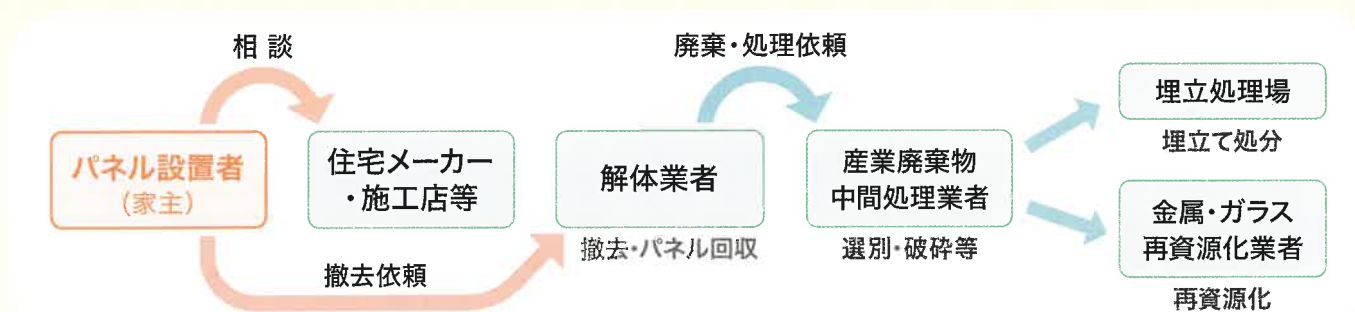 相談
廃棄・処理依頼
パネル設置者
(家主)
住宅メーカー
・施工店等
解体業者
撤去・パネル回収
産業廃棄物
中間処理業者
選別・破砕等
埋立処理場
埋立て処分
金属・ガラス
再資源化業者
再資源化
撤去依頼